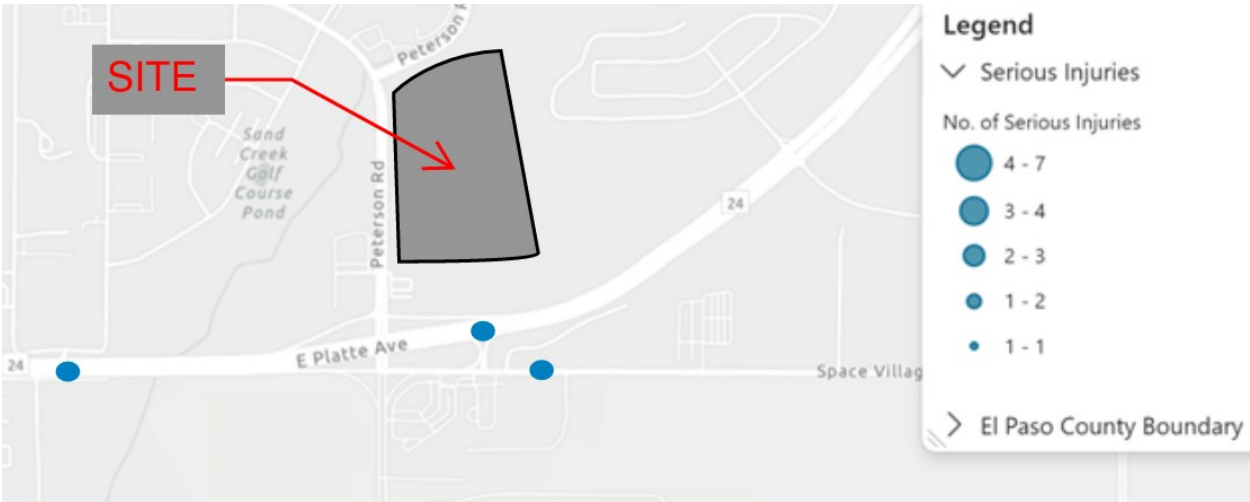 SITE
Peterson
Sand
Creek
Golf
Course
Pond
Peterson Rd
24
E Platte Ave
24
Space Villag
Legend
Serious Injuries
No. of Serious Injuries
4 - 7
3 - 4
2 - 3
1 - 2
1 - 1
El Paso County Boundary